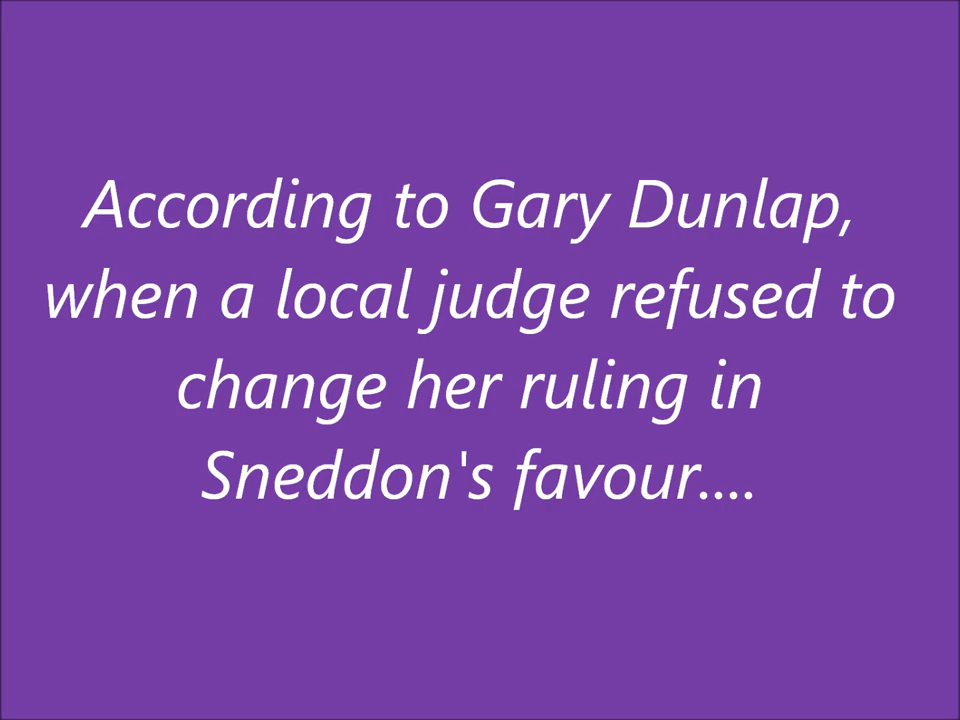 According to Gary Dunlap,
when a local judge refused to
change her ruling in
Sneddon's favour....